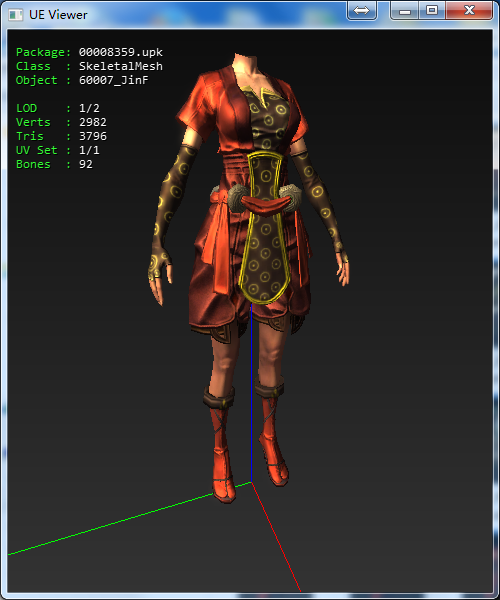 UE Viewer
Package: 00008359.upk
Class : SkeletalMesh
Object : 60007_JinF
LOD : 1/2
Verts : 2982
Tris : 3796
UV Set : 1/1
Bones : 92